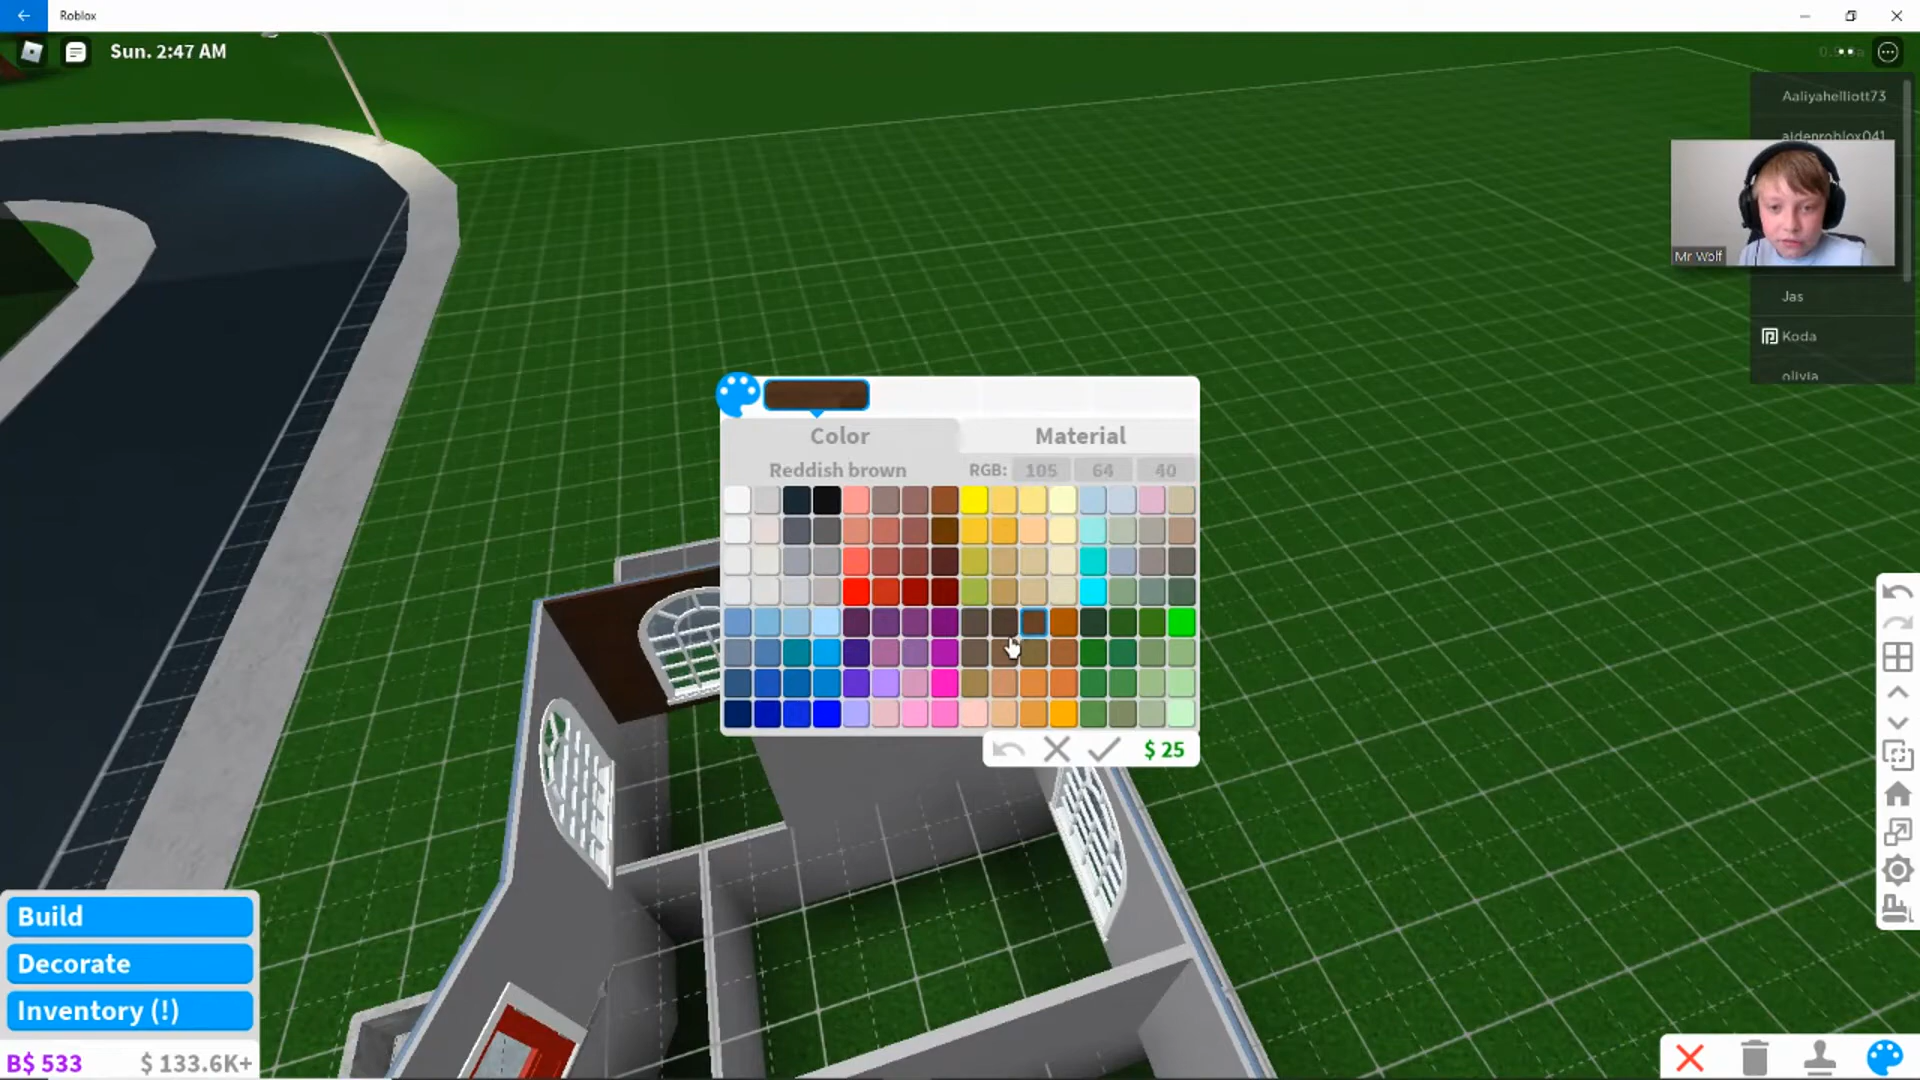 Roblox
Sun. 2:47 AM
Aaliyahelliott73
aidenroblox041
Mr Wolf
Jas
Koda
olivia
Color
Material
Reddish brown
RGB: 105 64 40
$ 25
Build
Decorate
Inventory (!)
B$ 533
$ 133.6K+